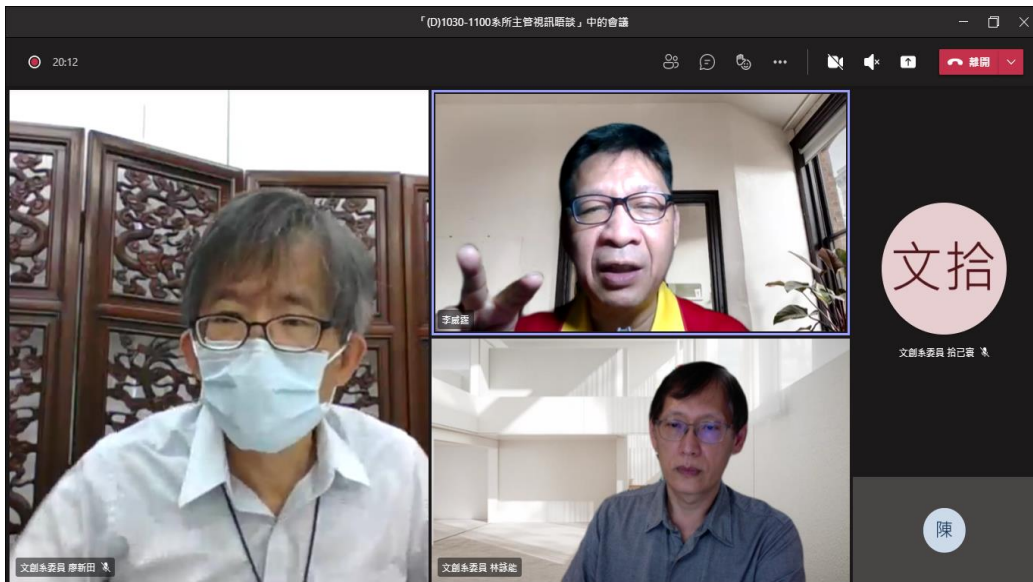 「(D)1030-1100系所主管視訊晤談」中的會議
20:12
離開
李威霆
文拾
文創系委員 拾己寰
文創系委員 廖新田
文創系委員 林詠能
陳